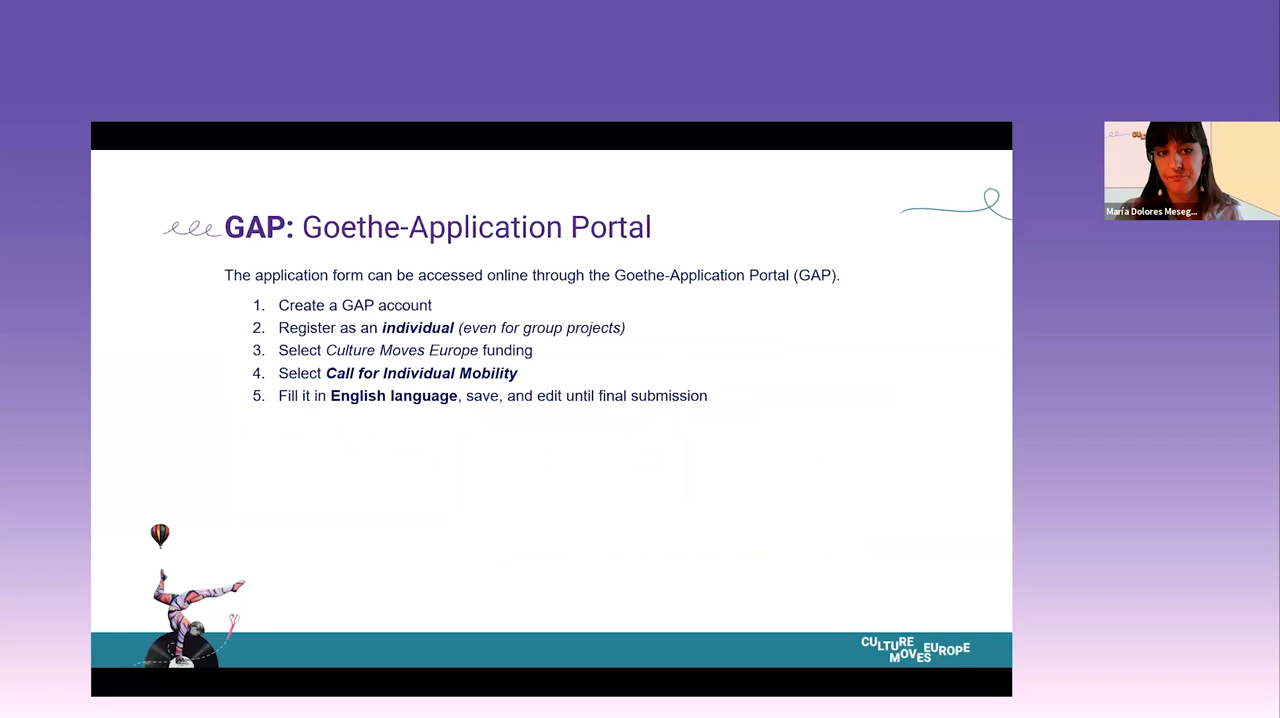 GAP: Goethe-Application Portal
The application form can be accessed online through the Goethe-Application Portal (GAP).
1. Create a GAP account
2. Register as an individual (even for group projects)
3. Select Culture Moves Europe funding
4. Select Call for Individual Mobility
5. Fill it in English language, save, and edit until final submission
María Dolores Meseg...
CULTURE
MOVES EUROPE